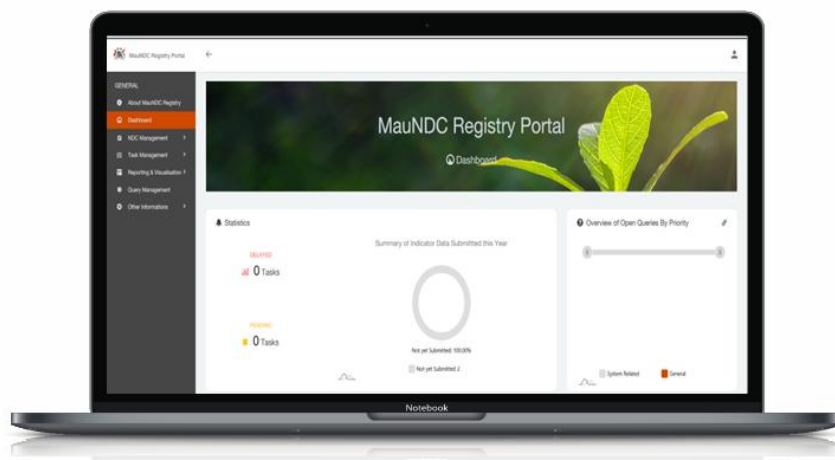 MauNDC Registry Portal
GENERAL
About MauNDC Registry
Dashboard
NDC Management
Task Management
Reporting & Visualisation
Query Management
Other Informations
MauNDC Registry Portal
Dashboard
Statistics
DELAYED
0 Tasks
PENDING
0 Tasks
Summary of Indicator Data Submitted this Year
Not yet Submitted: 100.00%
Not yet Submitted 2
Overview of Open Queries By Priority
System Related
General
Notebook